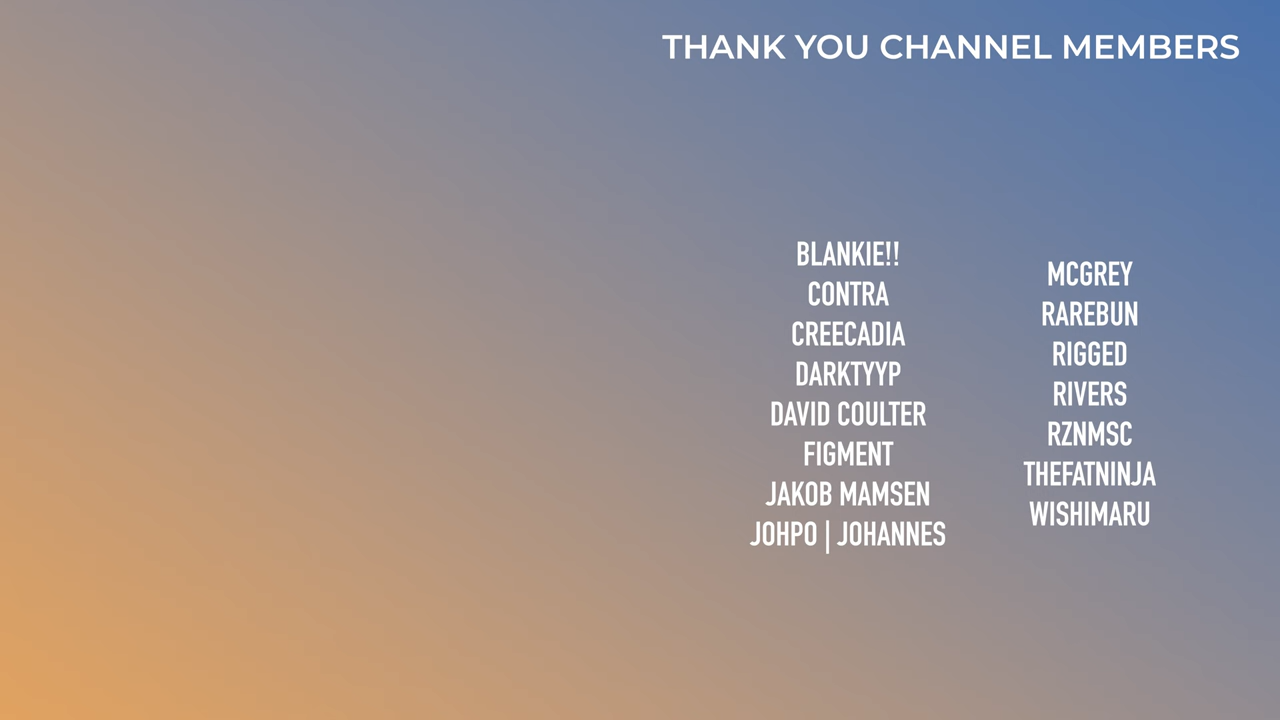 THANK YOU CHANNEL MEMBERS
BLANKIE!!
CONTRA
CREECADIA
DARKTYYP
DAVID COULTER
FIGMENT
JAKOB MAMSEN
JOHPO | JOHANNES
MCGREY
RAREBUN
RIGGED
RIVERS
RZNMSC
THEFATNINJA
WISHIMARU